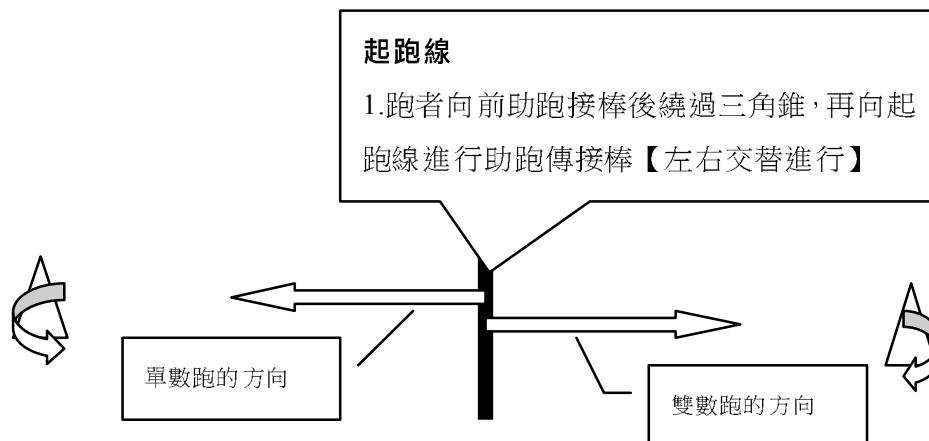 起跑線
1.跑者向前助跑接棒後繞過三角錐，再向起
跑線進行助跑傳接棒【左右交替進行】
單數跑的方向
雙數跑的方向